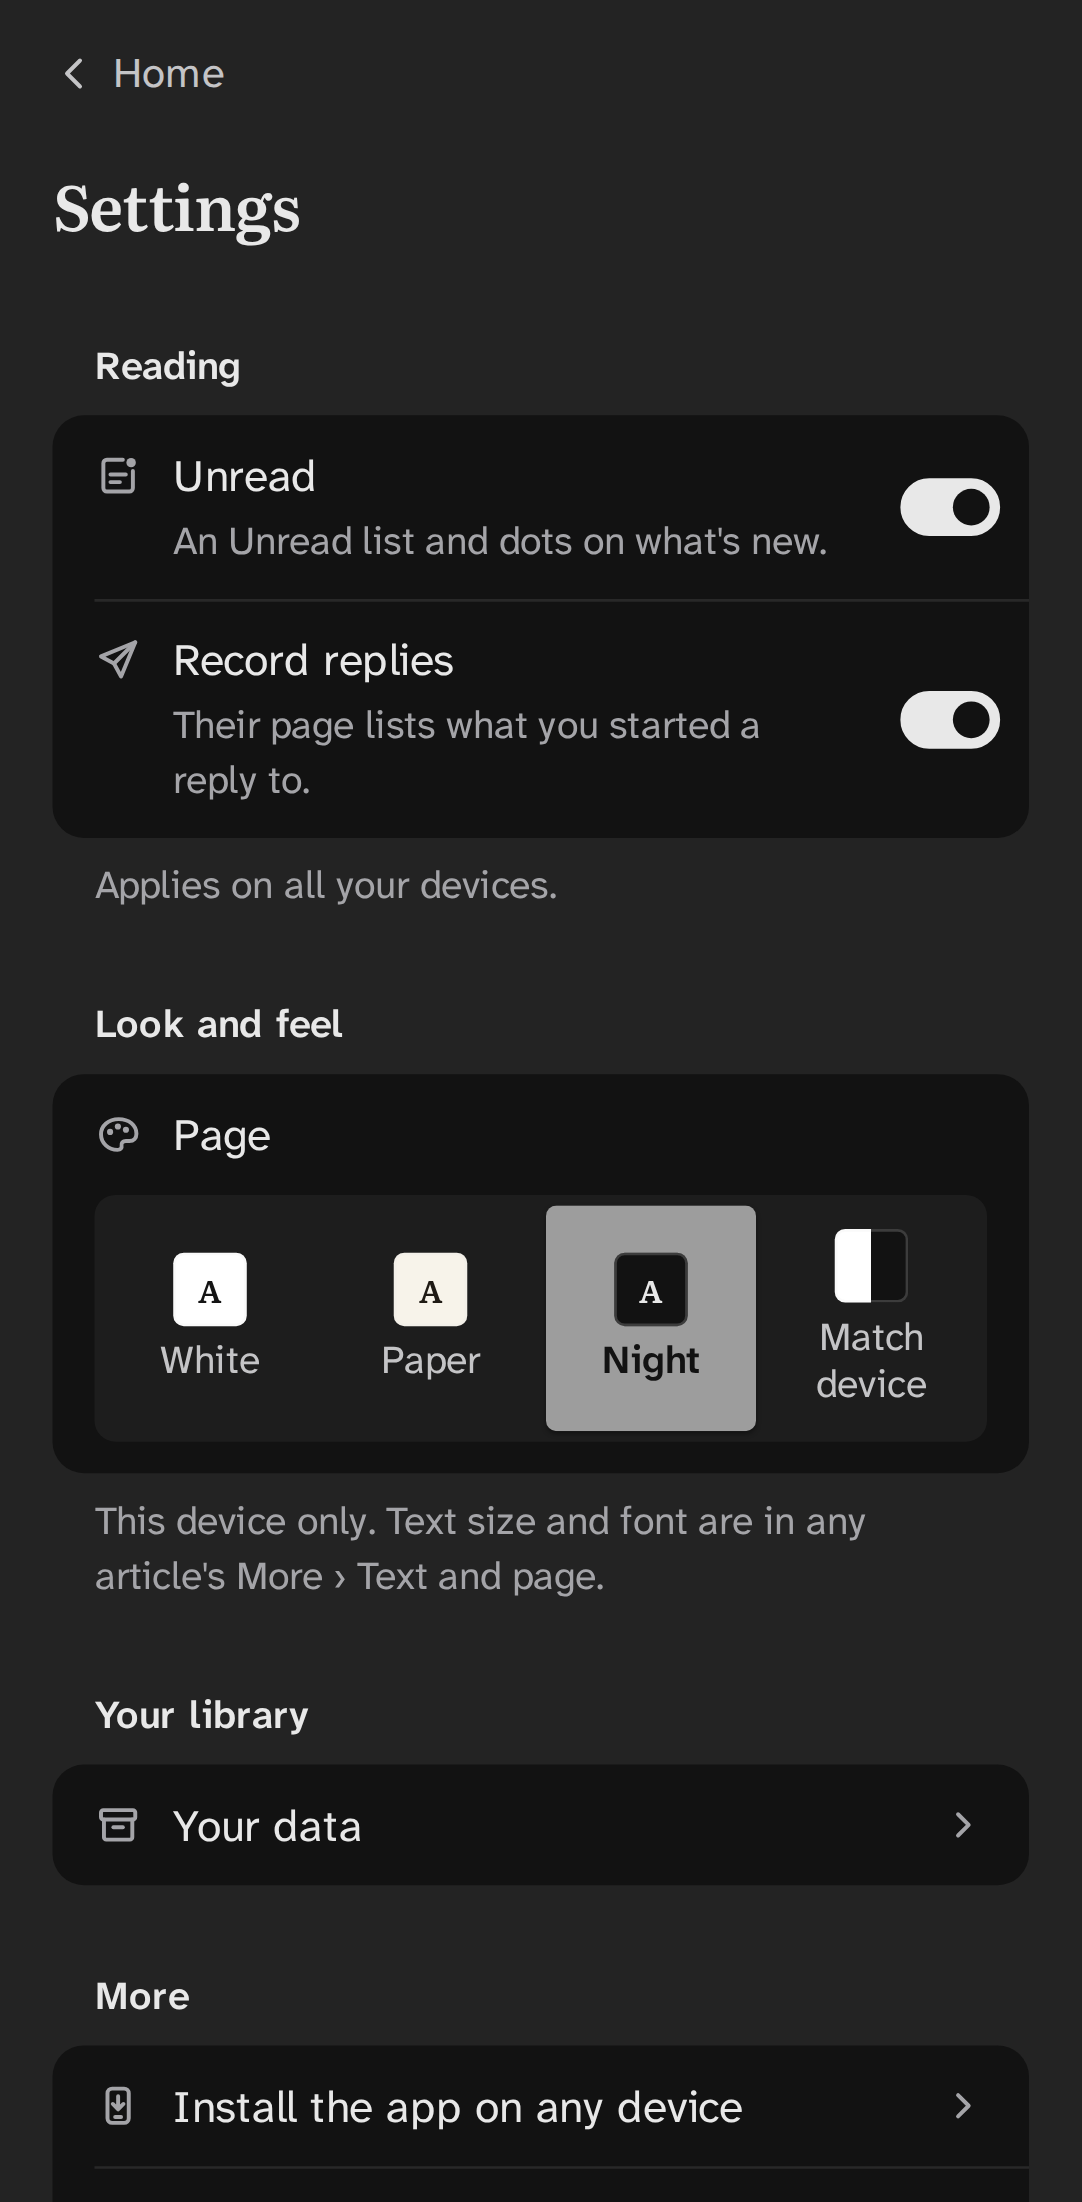 Home
Settings
Reading
Unread
An Unread list and dots on what's new.
Record replies
Their page lists what you started a
reply to.
Applies on all your devices.
Look and feel
Page
A
White
A
Paper
A
Night
Match
device
This device only. Text size and font are in any
article's More › Text and page.
Your library
Your data
More
Install the app on any device